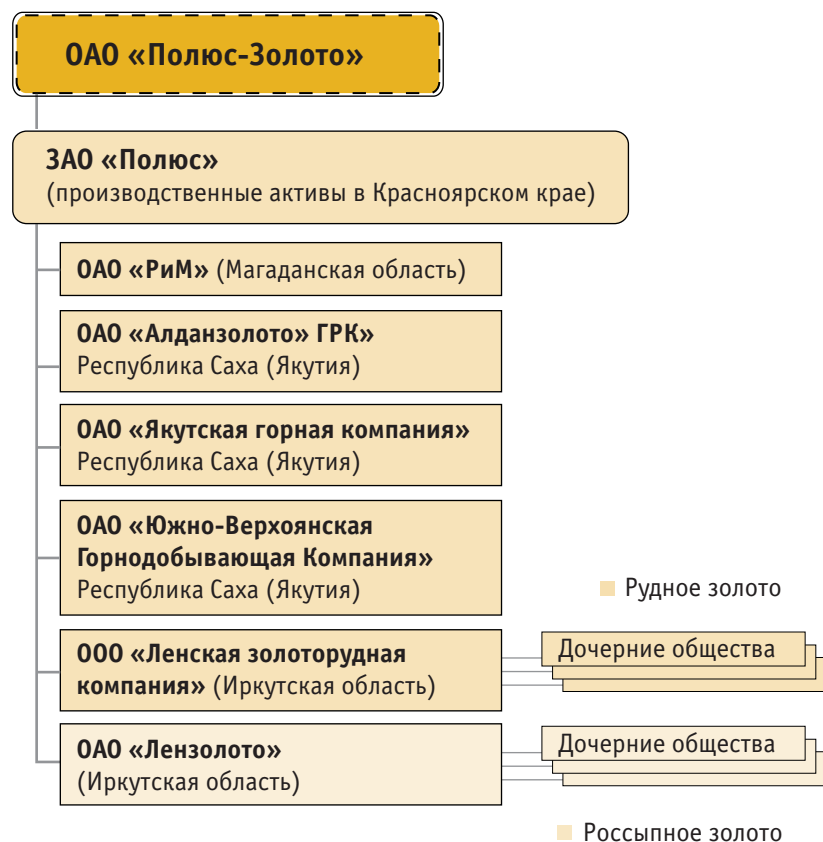 ОАО «Полюс-Золото»
ЗАО «Полюс»
(производственные активы в Красноярском крае)
ОАО «РиМ» (Магаданская область)
ОАО «Алданзолото» ГРК»
Республика Саха (Якутия)
ОАО «Якутская горная компания»
Республика Саха (Якутия)
ОАО «Южно-Верхоянская
Горнодобывающая Компания»
Республика Саха (Якутия)
Рудное золото
ООО «Ленская золоторудная
компания» (Иркутская область)
Дочерние общества
ОАО «Лензолото»
(Иркутская область)
Дочерние общества
Россыпное золото